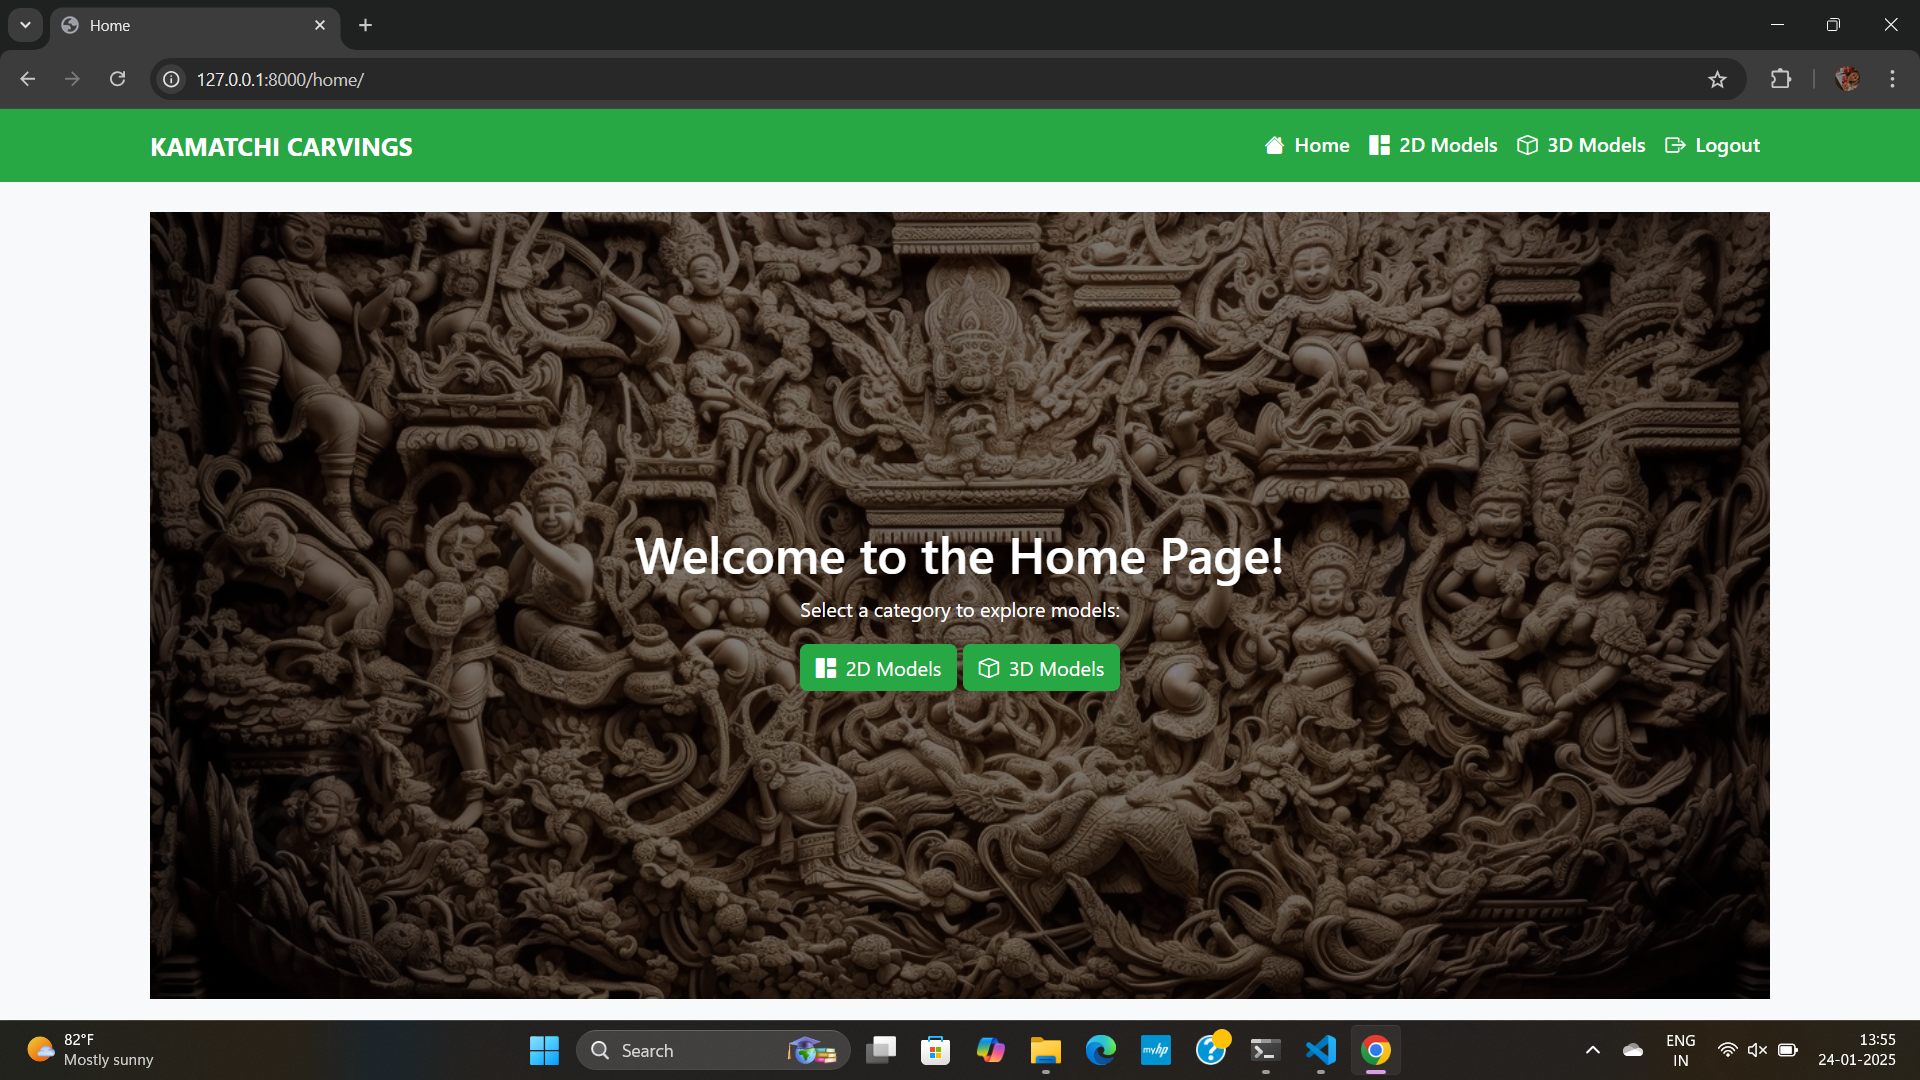 Home
127.0.0.1:8000/home/
KAMATCHI CARVINGS
Home
2D Models
3D Models
Logout
Welcome to the Home Page!
Select a category to explore models:
2D Models
3D Models
82°F
Mostly sunny
Search
myhp
ENG
IN
13:55
24-01-2025